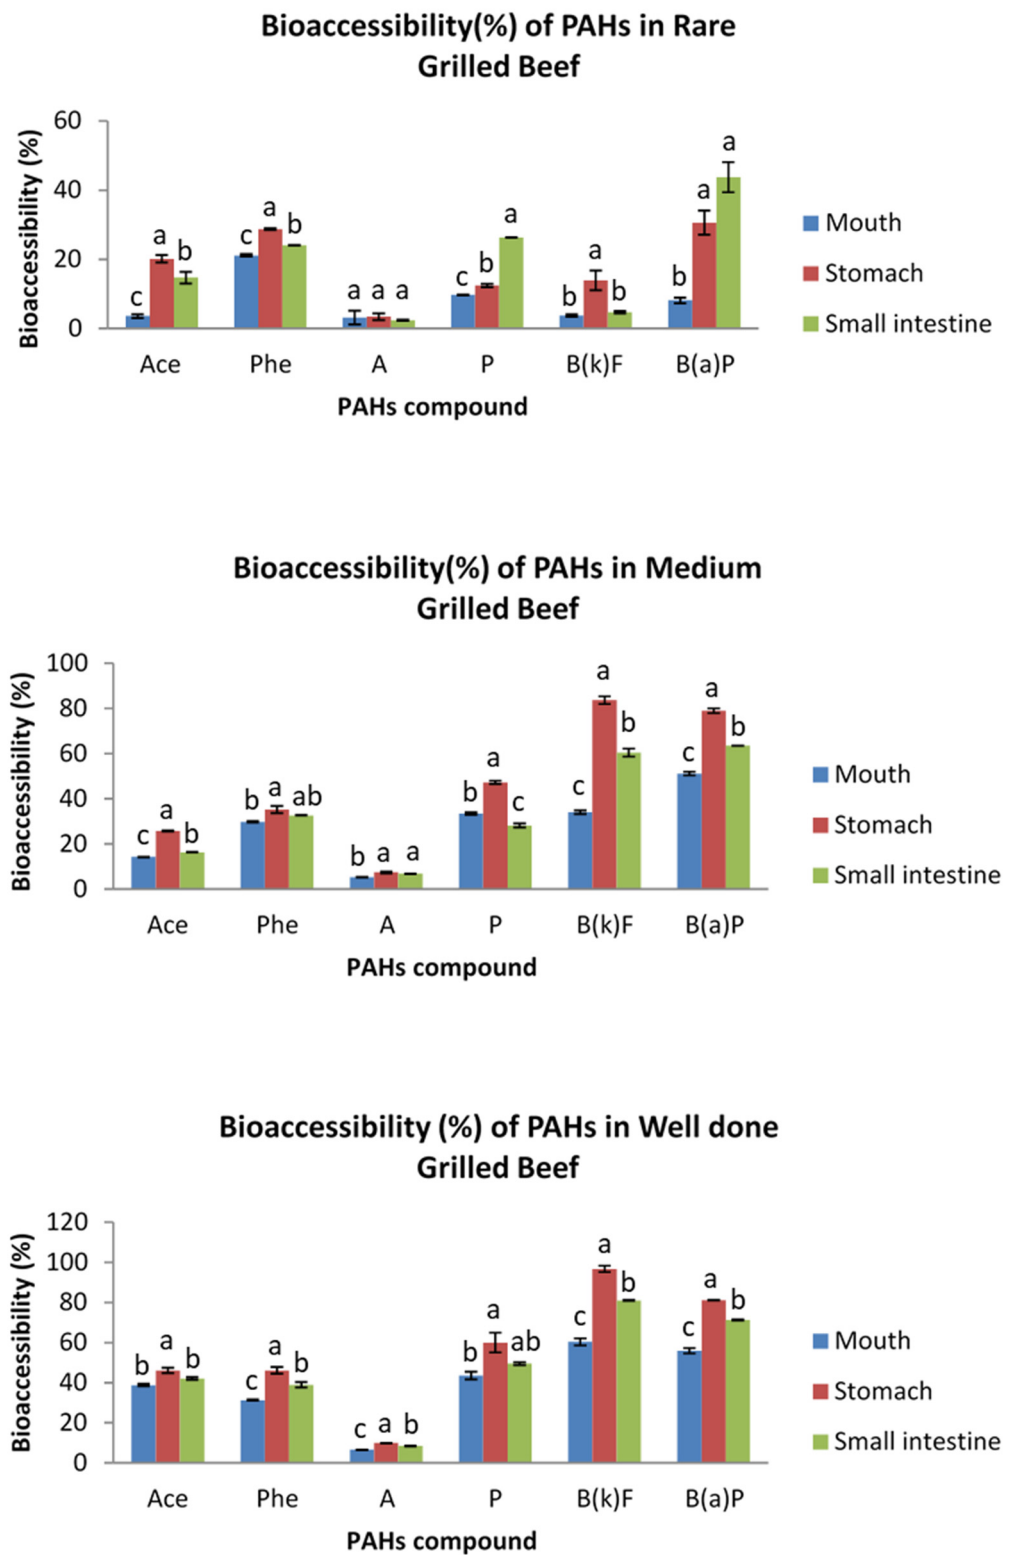 Bioaccessibility(%) of PAHs in Rare
Grilled Beef
Bioaccessibility (%)
60
40
20
0
c a b
c a b
a a a
c b a
b a b
b a a
Ace Phe A P B(k)F B(a)P
PAHs compound
Mouth
Stomach
Small intestine
Bioaccessibility(%) of PAHs in Medium
Grilled Beef
Bioaccessibility (%)
100
80
60
40
20
0
c a b
b a ab
b a a
b a c
c a b
c a b
Ace Phe A P B(k)F B(a)P
PAHs compound
Mouth
Stomach
Small intestine
Bioaccessibility (%) of PAHs in Well done
Grilled Beef
Bioaccessibility (%)
120
100
80
60
40
20
0
b a b
c a b
c a b
b a ab
c a b
c a b
Ace Phe A P B(k)F B(a)P
PAHs compound
Mouth
Stomach
Small intestine